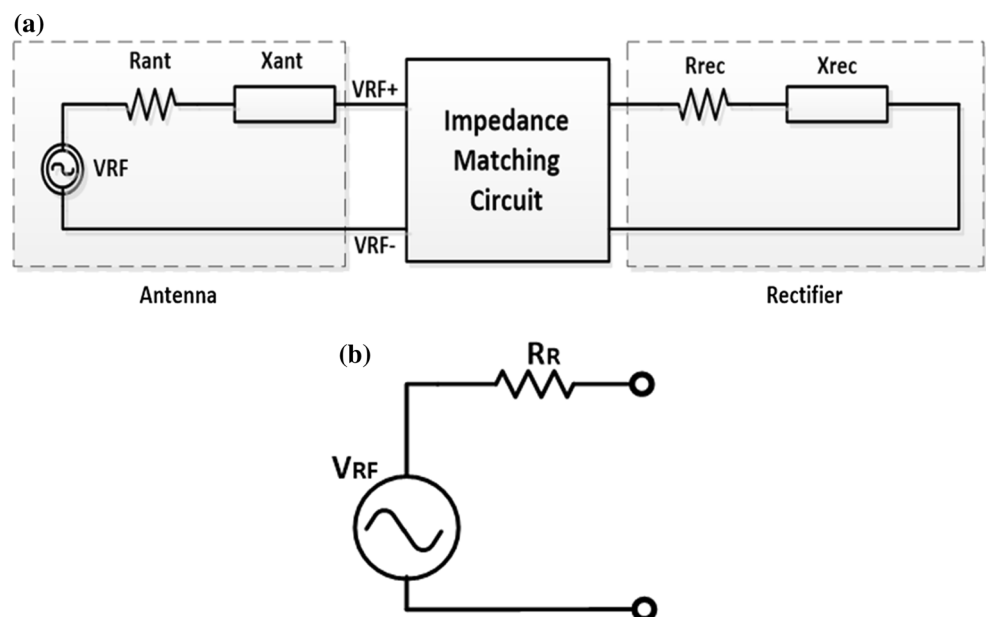 (a)
Rant
Xant
VRF+
VRF
VRF-
Antenna
Impedance
Matching
Circuit
Rrec
Xrec
Rectifier
(b)
RR
VRF